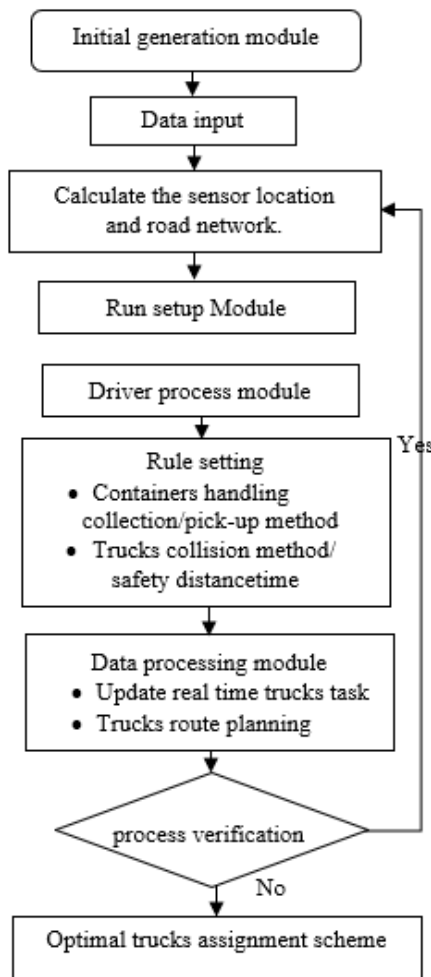 Initial generation module
Data input
Calculate the sensor location
and road network.
Run setup Module
Driver process module
Yes
Rule setting
• Containers handling
collection/pick-up method
• Trucks collision method/
safety distancetime
Data processing module
• Update real time trucks task
• Trucks route planning
process verification
No
Optimal trucks assignment scheme